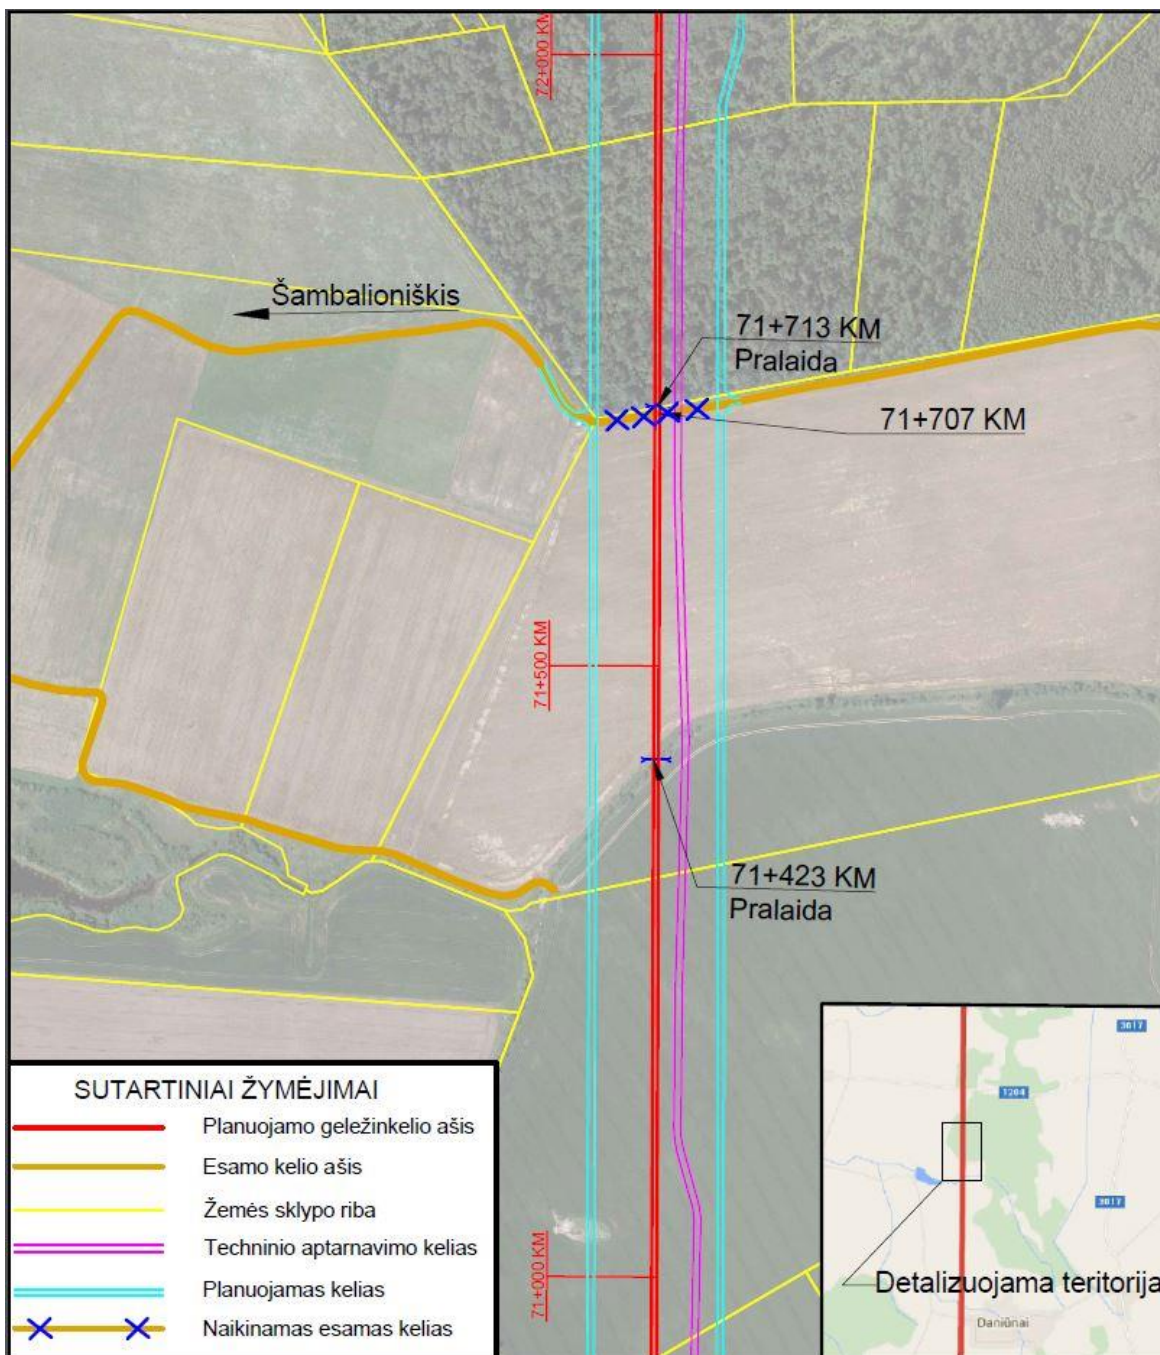 72+000 KM
Šambalioniškis
71+713 KM
Pralaida
71+707 KM
71+500 KM
71+423 KM
Pralaida
71+000 KM
SUTARTINIAI ŽYMĖJIMAI
Planuojamo geležinkelio ašis
Esamo kelio ašis
Žemės sklypo riba
Techninio aptarnavimo kelias
Planuojamas kelias
Naikinamas esamas kelias
3017
1204
3017
Detalizuojama teritorija
Daniūnai